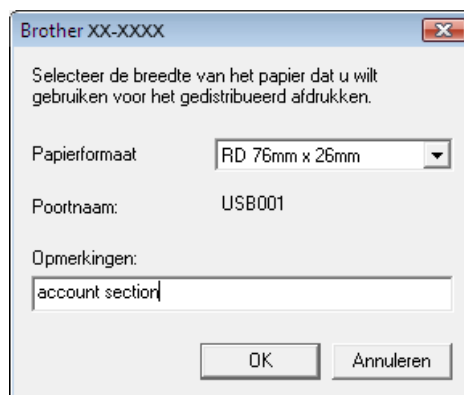 Brother XX-XXXX
Selecteer de breedte van het papier dat u wilt
gebruiken voor het gedistribueerd afdrukken.
Papierformaat RD 76mm x 26mm
Poortnaam: USB001
Opmerkingen:
account section
OK Annuleren